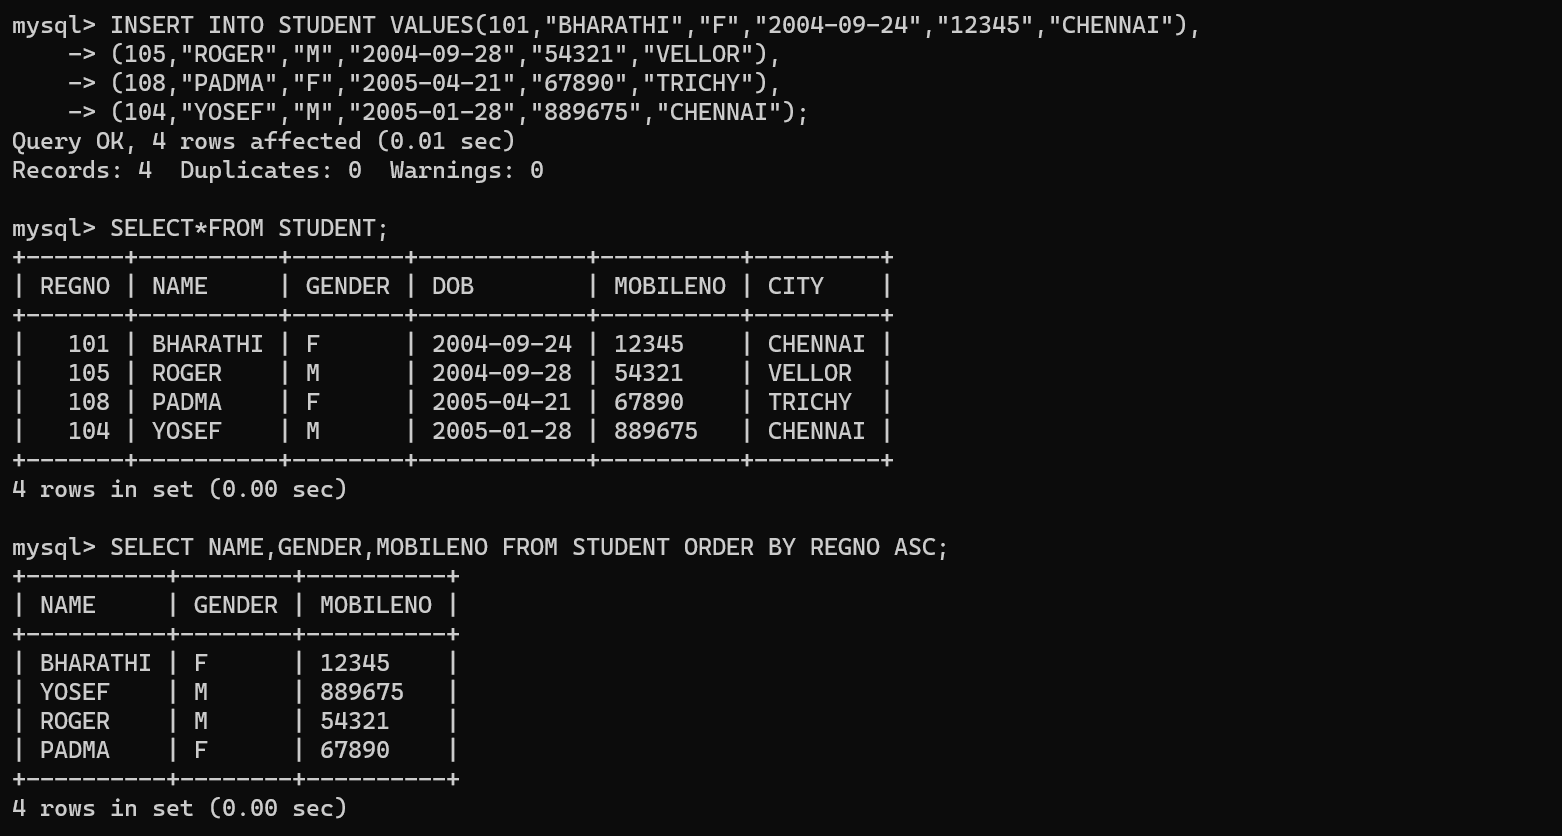 mysql> INSERT INTO STUDENT VALUES(101,"BHARATHI","F","2004-09-24","12345","CHENNAI"),
    -> (105,"ROGER","M","2004-09-28","54321","VELLOR"),
    -> (108,"PADMA","F","2005-04-21","67890","TRICHY"),
    -> (104,"YOSEF","M","2005-01-28","889675","CHENNAI");
Query OK, 4 rows affected (0.01 sec)
Records: 4  Duplicates: 0  Warnings: 0

mysql> SELECT*FROM STUDENT;
+-------+----------+--------+------------+----------+---------+
| REGNO | NAME     | GENDER | DOB        | MOBILENO | CITY    |
+-------+----------+--------+------------+----------+---------+
|   101 | BHARATHI | F      | 2004-09-24 | 12345    | CHENNAI |
|   105 | ROGER    | M      | 2004-09-28 | 54321    | VELLOR  |
|   108 | PADMA    | F      | 2005-04-21 | 67890    | TRICHY  |
|   104 | YOSEF    | M      | 2005-01-28 | 889675   | CHENNAI |
+-------+----------+--------+------------+----------+---------+
4 rows in set (0.00 sec)

mysql> SELECT NAME,GENDER,MOBILENO FROM STUDENT ORDER BY REGNO ASC;
+----------+--------+----------+
| NAME     | GENDER | MOBILENO |
+----------+--------+----------+
| BHARATHI | F      | 12345    |
| YOSEF    | M      | 889675   |
| ROGER    | M      | 54321    |
| PADMA    | F      | 67890    |
+----------+--------+----------+
4 rows in set (0.00 sec)